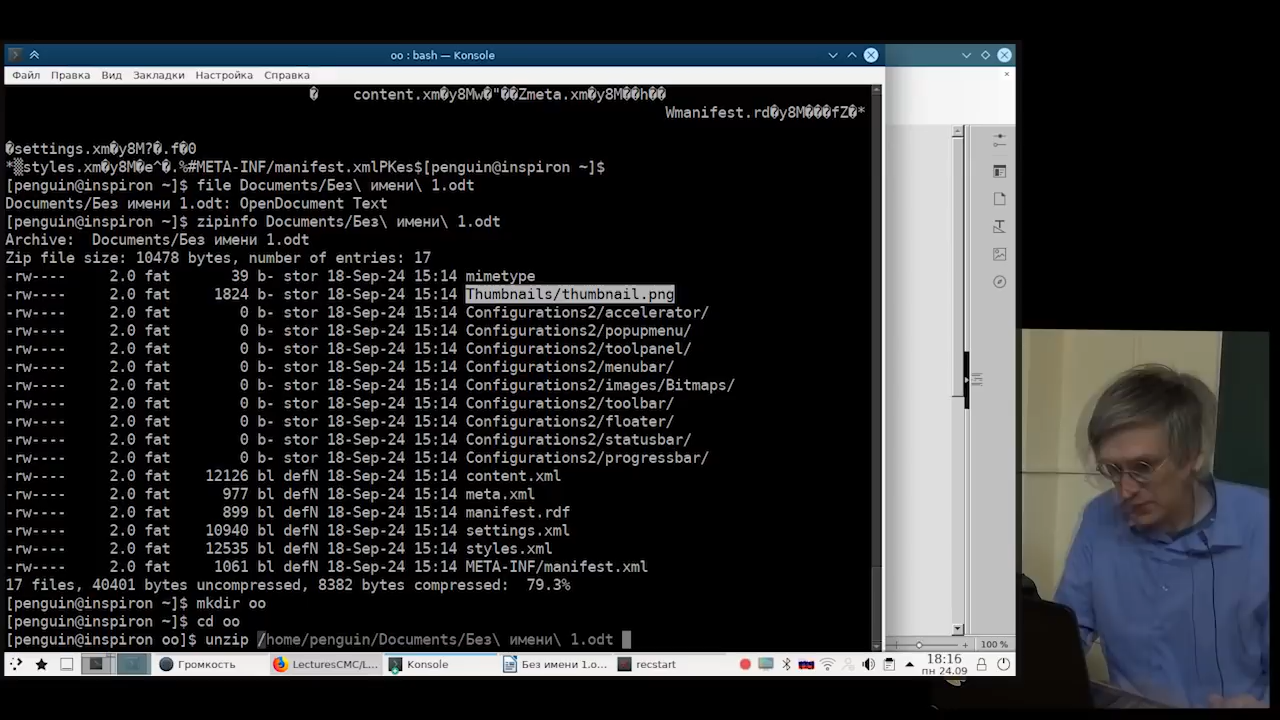 oo : bash — Konsole
Файл Правка Вид Закладки Настройка Справка
� content.xm�y8Mw�"��Zmeta.xm�y8M��h��
Wmanifest.rd�y8M���fZ�*
�settings.xm�y8M?�.f�0
*▒styles.xm�y8M�e^�.%#META-INF/manifest.xmlPKes$[penguin@inspiron ~]$
[penguin@inspiron ~]$ file Documents/Без\ имени\ 1.odt
Documents/Без имени 1.odt: OpenDocument Text
[penguin@inspiron ~]$ zipinfo Documents/Без\ имени\ 1.odt
Archive:  Documents/Без имени 1.odt
Zip file size: 10478 bytes, number of entries: 17
-rw----     2.0 fat       39 b- stor 18-Sep-24 15:14 mimetype
-rw----     2.0 fat     1824 b- stor 18-Sep-24 15:14 Thumbnails/thumbnail.png
-rw----     2.0 fat        0 b- stor 18-Sep-24 15:14 Configurations2/accelerator/
-rw----     2.0 fat        0 b- stor 18-Sep-24 15:14 Configurations2/popupmenu/
-rw----     2.0 fat        0 b- stor 18-Sep-24 15:14 Configurations2/toolpanel/
-rw----     2.0 fat        0 b- stor 18-Sep-24 15:14 Configurations2/menubar/
-rw----     2.0 fat        0 b- stor 18-Sep-24 15:14 Configurations2/images/Bitmaps/
-rw----     2.0 fat        0 b- stor 18-Sep-24 15:14 Configurations2/toolbar/
-rw----     2.0 fat        0 b- stor 18-Sep-24 15:14 Configurations2/floater/
-rw----     2.0 fat        0 b- stor 18-Sep-24 15:14 Configurations2/statusbar/
-rw----     2.0 fat        0 b- stor 18-Sep-24 15:14 Configurations2/progressbar/
-rw----     2.0 fat    12126 bl defN 18-Sep-24 15:14 content.xml
-rw----     2.0 fat      977 bl defN 18-Sep-24 15:14 meta.xml
-rw----     2.0 fat      899 bl defN 18-Sep-24 15:14 manifest.rdf
-rw----     2.0 fat    10940 bl defN 18-Sep-24 15:14 settings.xml
-rw----     2.0 fat    12535 bl defN 18-Sep-24 15:14 styles.xml
-rw----     2.0 fat     1061 bl defN 18-Sep-24 15:14 META-INF/manifest.xml
17 files, 40401 bytes uncompressed, 8382 bytes compressed:  79.3%
[penguin@inspiron ~]$ mkdir oo
[penguin@inspiron ~]$ cd oo
[penguin@inspiron oo]$ unzip /home/penguin/Documents/Без\ имени\ 1.odt
100 %
Громкость LecturesCMC/L... Konsole Без имени 1.o... recstart 18:16
пн 24.09